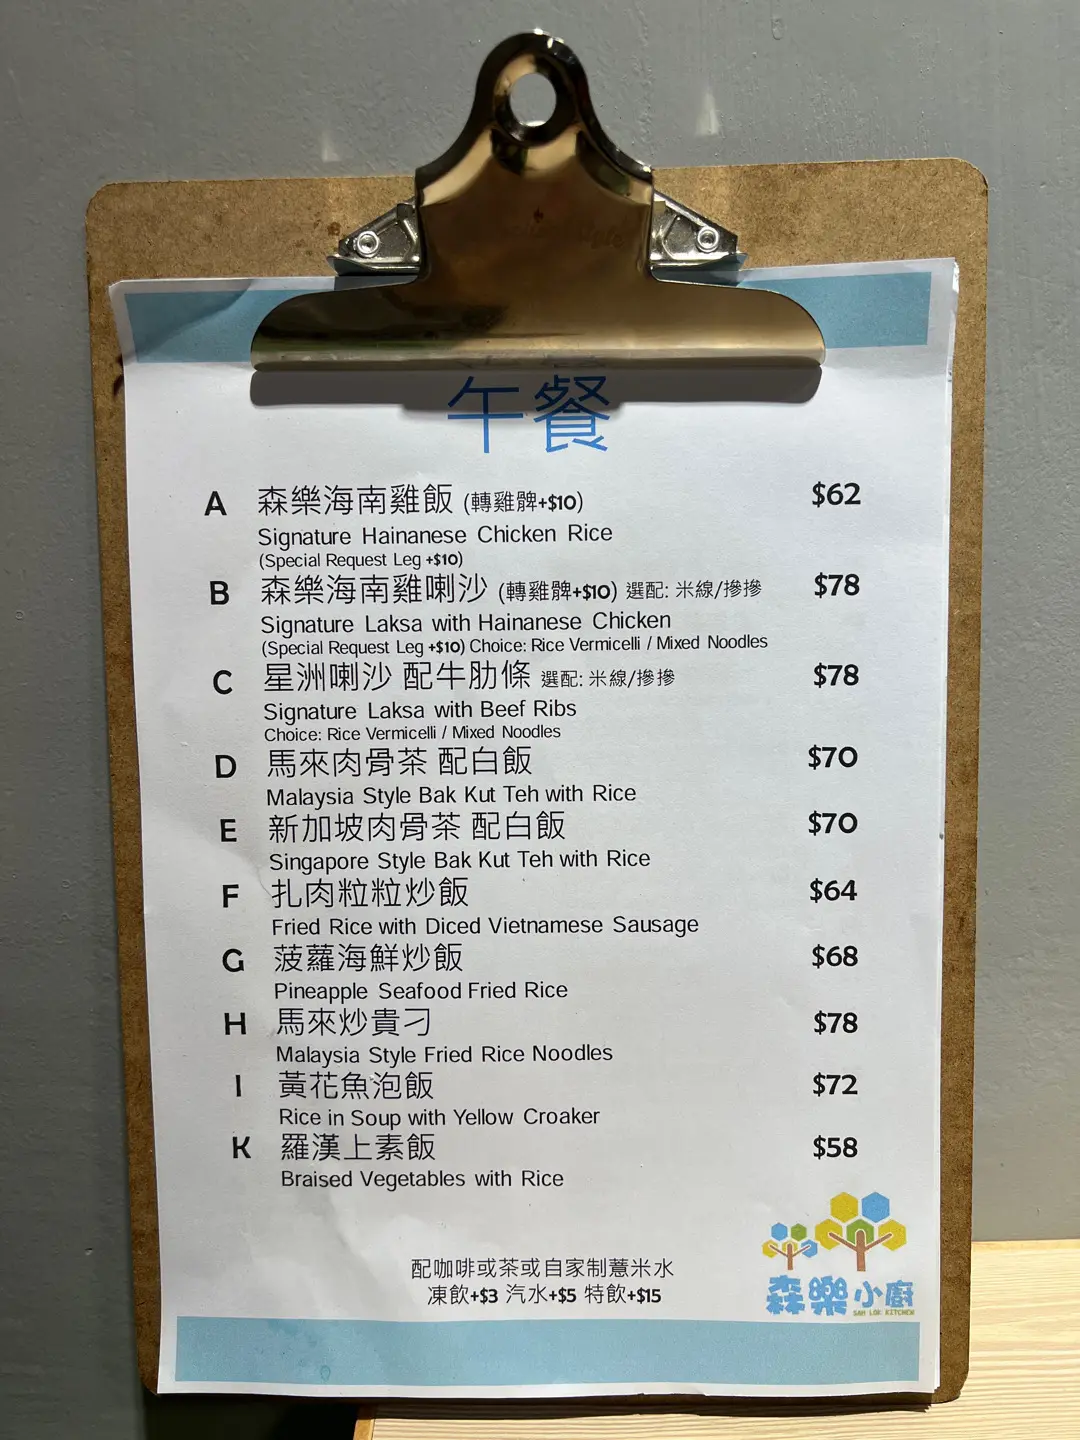 午餐
A 森樂海南雞飯 (轉雞髀+$10) $62
Signature Hainanese Chicken Rice
(Special Request Leg +$10)
B 森樂海南雞喇沙 (轉雞髀+$10) 選配: 米線/摻摻 $78
Signature Laksa with Hainanese Chicken
(Special Request Leg +$10) Choice: Rice Vermicelli / Mixed Noodles
C 星洲喇沙 配牛肋條 選配: 米線/摻摻 $78
Signature Laksa with Beef Ribs
Choice: Rice Vermicelli / Mixed Noodles
D 馬來肉骨茶 配白飯 $70
Malaysia Style Bak Kut Teh with Rice
E 新加坡肉骨茶 配白飯 $70
Singapore Style Bak Kut Teh with Rice
F 扎肉粒粒炒飯 $64
Fried Rice with Diced Vietnamese Sausage
G 菠蘿海鮮炒飯 $68
Pineapple Seafood Fried Rice
H 馬來炒貴刁 $78
Malaysia Style Fried Rice Noodles
I 黃花魚泡飯 $72
Rice in Soup with Yellow Croaker
K 羅漢上素飯 $58
Braised Vegetables with Rice
配咖啡或茶或自家制薏米水
凍飲+$3 汽水+$5 特飲+$15
森樂小廚
SAM LOK KITCHEN